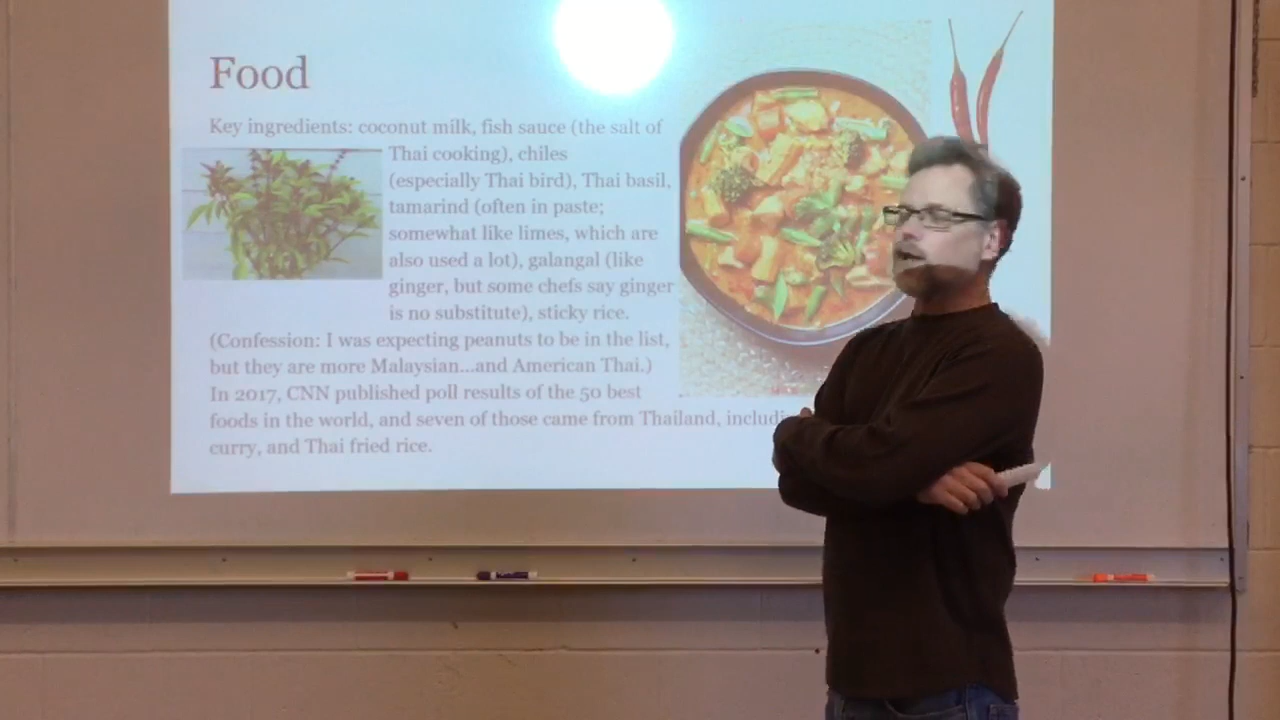 Food
Key ingredients: coconut milk, fish sauce (the salt of
Thai cooking), chiles
(especially Thai bird), Thai basil,
tamarind (often in paste;
somewhat like limes, which are
also used a lot), galangal (like
ginger, but some chefs say ginger
is no substitute), sticky rice.
(Confession: I was expecting peanuts to be in the list,
but they are more Malaysian...and American Thai.)
In 2017, CNN published poll results of the 50 best
foods in the world, and seven of those came from Thailand,
curry, and Thai fried rice.